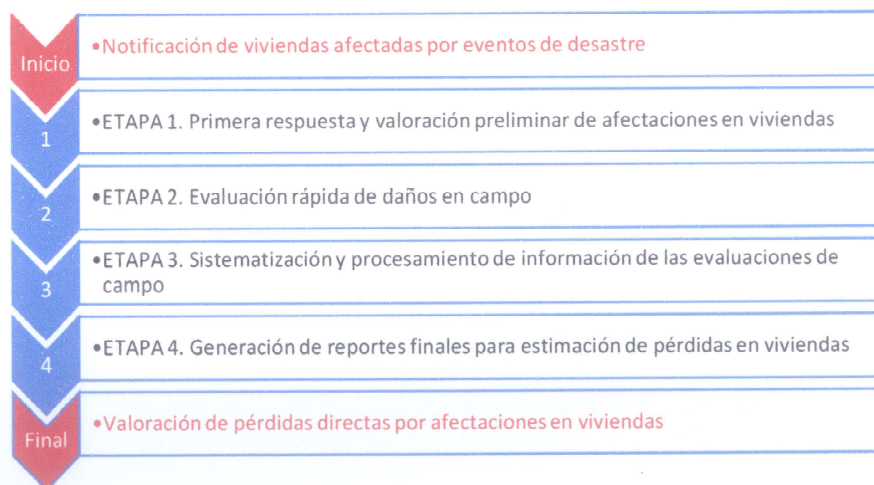 Inicio
•Notificación de viviendas afectadas por eventos de desastre
1
•ETAPA 1. Primera respuesta y valoración preliminar de afectaciones en viviendas
2
•ETAPA 2. Evaluación rápida de daños en campo
3
•ETAPA 3. Sistematización y procesamiento de información de las evaluaciones de
campo
4
•ETAPA 4. Generación de reportes finales para estimación de pérdidas en viviendas
Final
•Valoración de pérdidas directas por afectaciones en viviendas